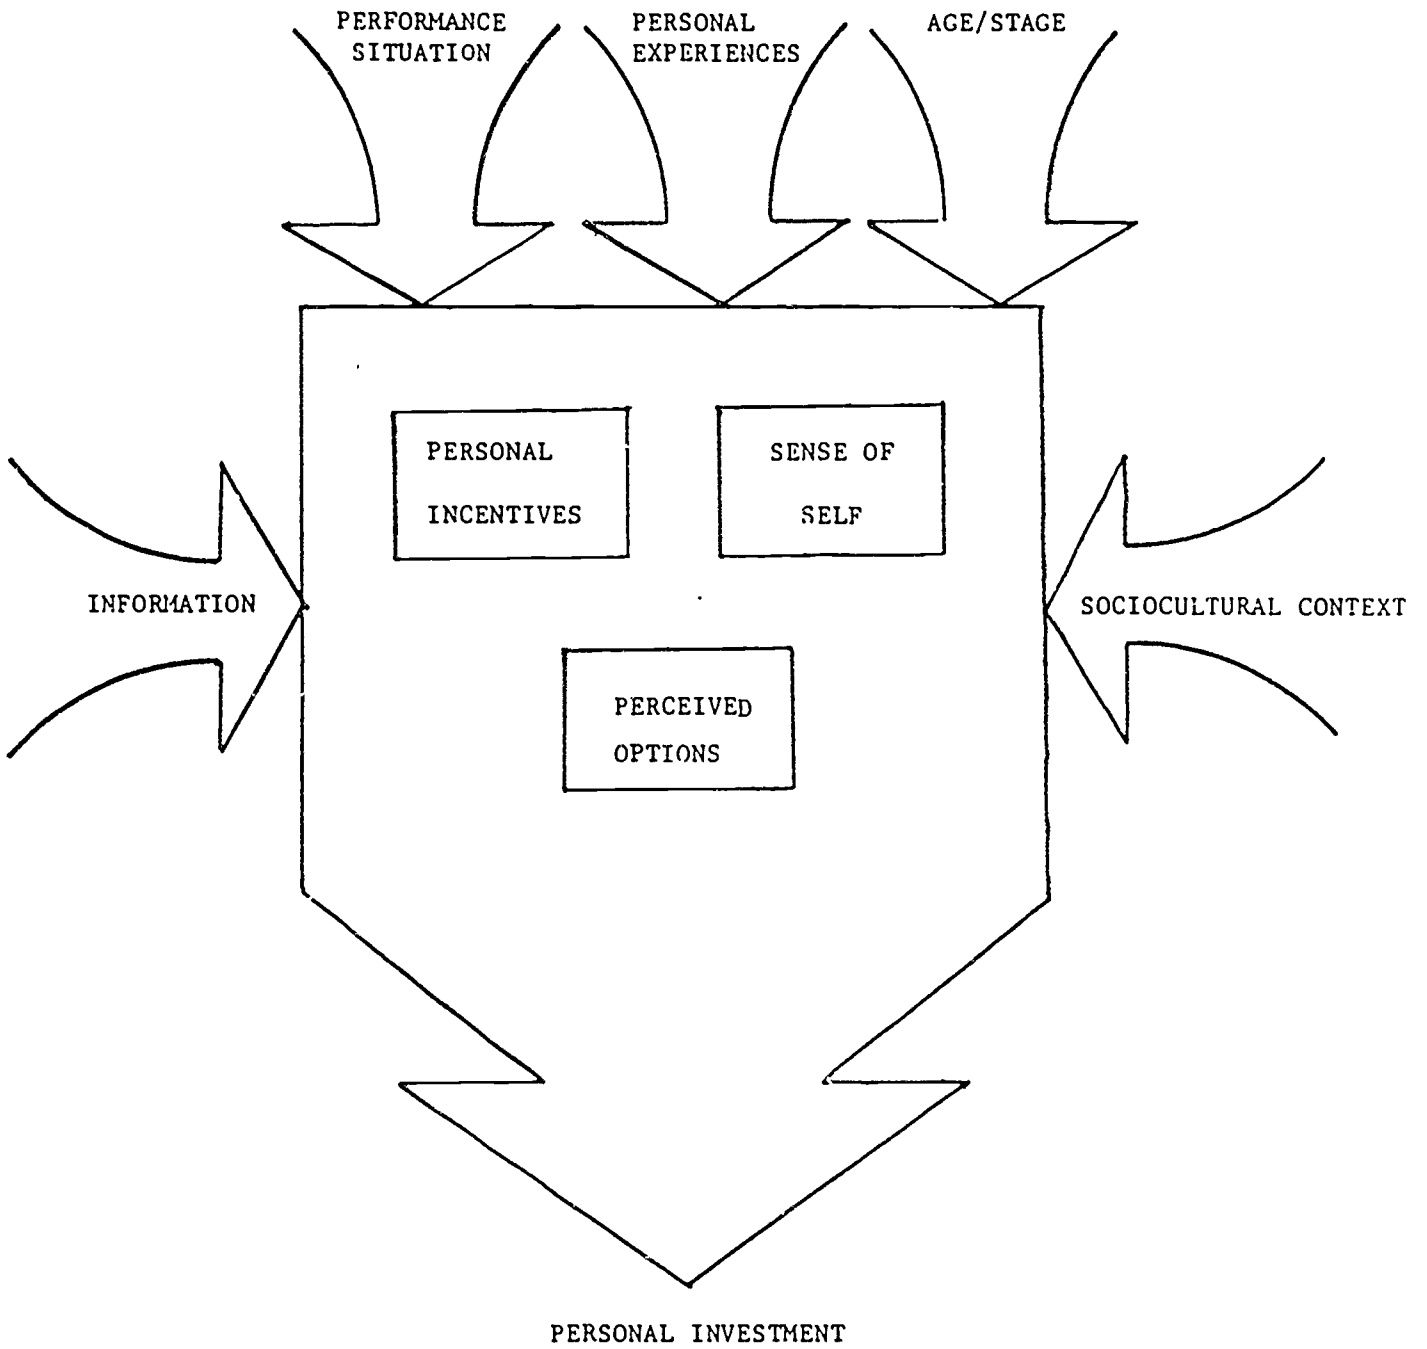 PERFORMANCE
SITUATION
PERSONAL
EXPERIENCES
AGE/STAGE
PERSONAL
INCENTIVES
SENSE OF
SELF
INFORMATION
SOCIOCULTURAL CONTEXT
PERCEIVED
OPTIONS
PERSONAL INVESTMENT